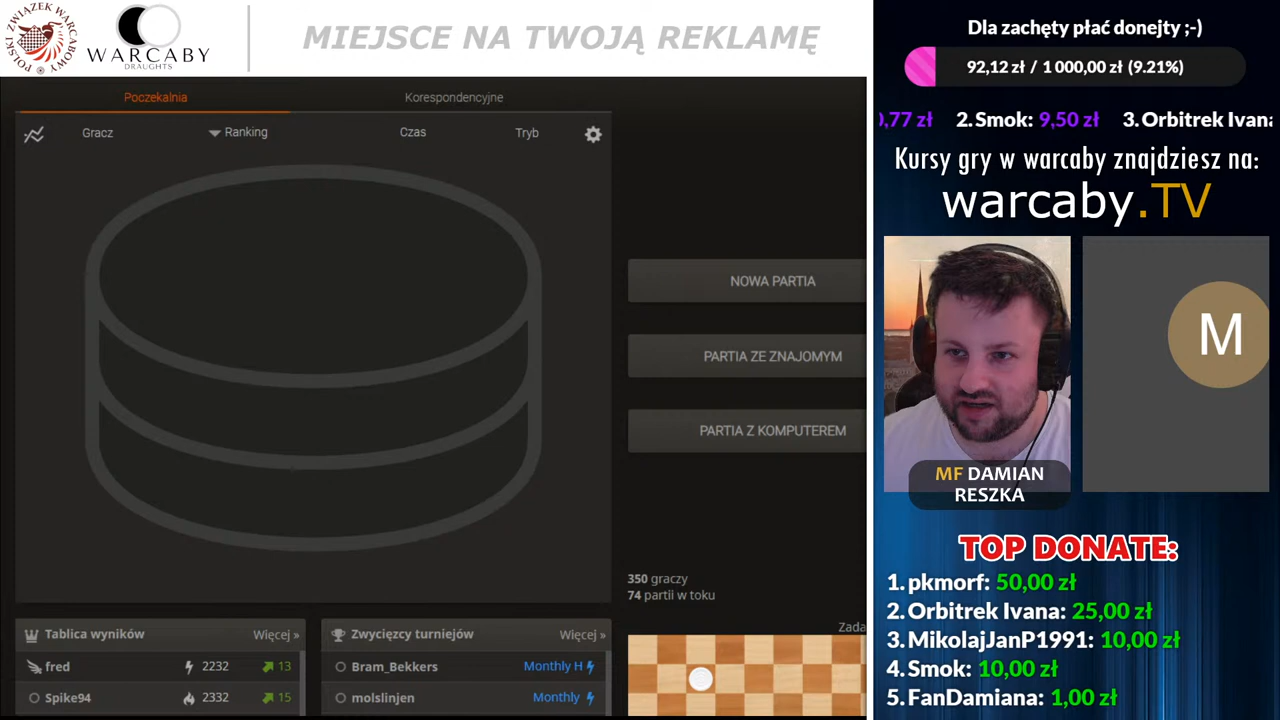 POLSKI ZWIĄZEK WARCABOWY
WARCABY
DRAUGHTS
MIEJSCE NA TWOJĄ REKLAMĘ
Poczekalnia
Korespondencyjne
Gracz
Ranking
Czas
Tryb
NOWA PARTIA
PARTIA ZE ZNAJOMYM
PARTIA Z KOMPUTEREM
350 graczy
74 partii w toku
Tablica wyników
Więcej »
fred 2232 13
Spike94 2332 15
Zwycięzcy turniejów
Więcej »
Bram_Bekkers Monthly H
molslinjen Monthly
Zada
Dla zachęty płać donejty ;-)
92,12 zł / 1 000,00 zł (9.21%)
0,77 zł 2. Smok: 9,50 zł 3. Orbitrek Ivana
Kursy gry w warcaby znajdziesz na:
warcaby.TV
M
MF DAMIAN
RESZKA
TOP DONATE:
1. pkmorf: 50,00 zł
2. Orbitrek Ivana: 25,00 zł
3. MikolajJanP1991: 10,00 zł
4. Smok: 10,00 zł
5. FanDamiana: 1,00 zł